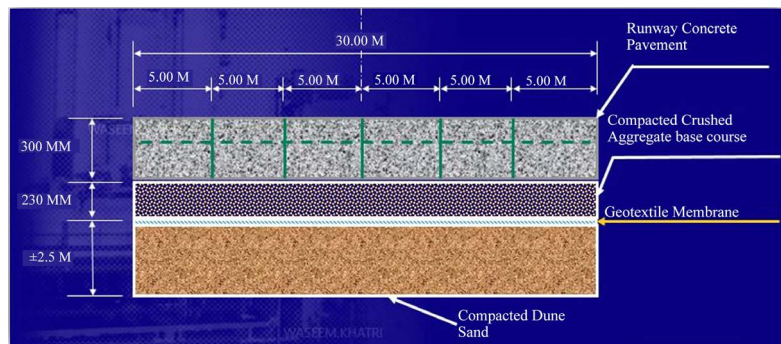 30.00 M
Runway Concrete
Pavement
5.00 M 5.00 M 5.00 M 5.00 M 5.00 M 5.00 M
Compacted Crushed
Aggregate base course
WASEEM
300 MM
230 MM
Geotextile Membrane
±2.5 M
Compacted Dune
Sand
WASEEM.KHATRI